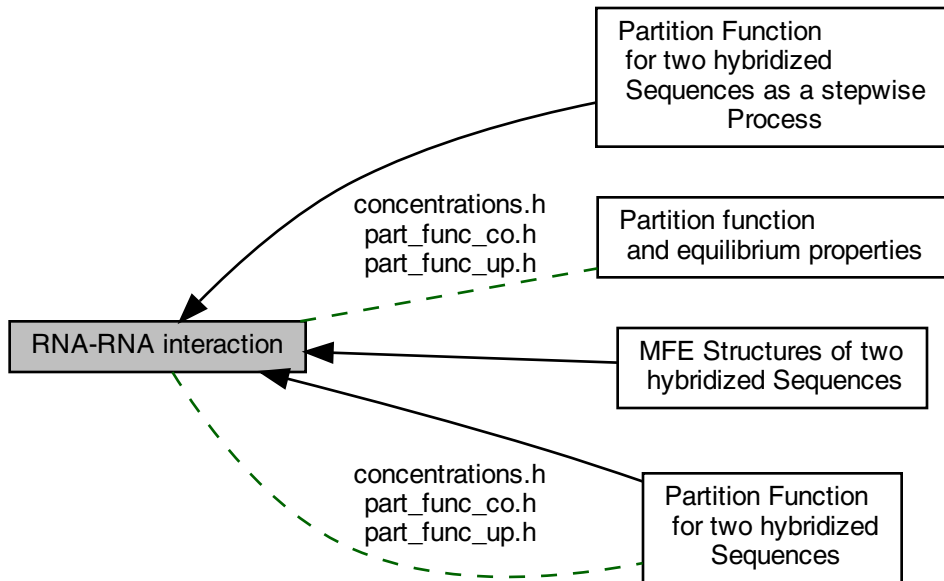 Partition Function
for two hybridized
Sequences as a stepwise
Process
concentrations.h
part_func_co.h
part_func_up.h
Partition function
and equilibrium properties
RNA-RNA interaction
MFE Structures of two
hybridized Sequences
concentrations.h
part_func_co.h
part_func_up.h
Partition Function
for two hybridized
Sequences